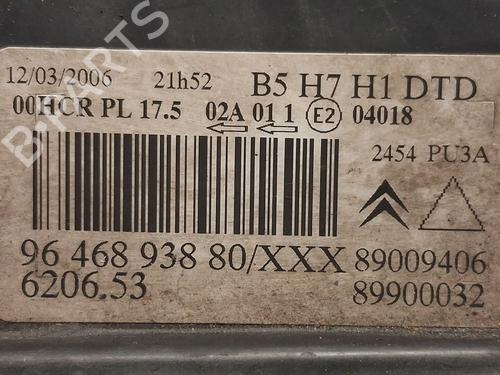 B-PARTS
12/03/2006 21h52 B5 H7 H1 DTD
00HCR PL 17.5 02A 01 1 E2 04018
2454 PU3A
96 468 938 80/XXX 89009406
6206.53 89900032